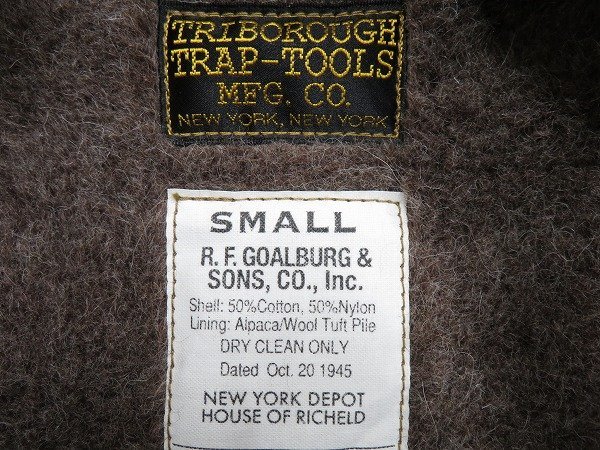 TRIBOROUGH
TRAP-TOOLS
MFG. CO.
NEW YORK, NEW YORK
SMALL
R. F. GOALBURG &
SONS, CO., Inc.
Shell: 50%Cotton, 50%Nylon
Lining: Alpaca/Wool Tuft Pile
DRY CLEAN ONLY
Dated Oct. 20 1945
NEW YORK DEPOT
HOUSE OF RICHELD